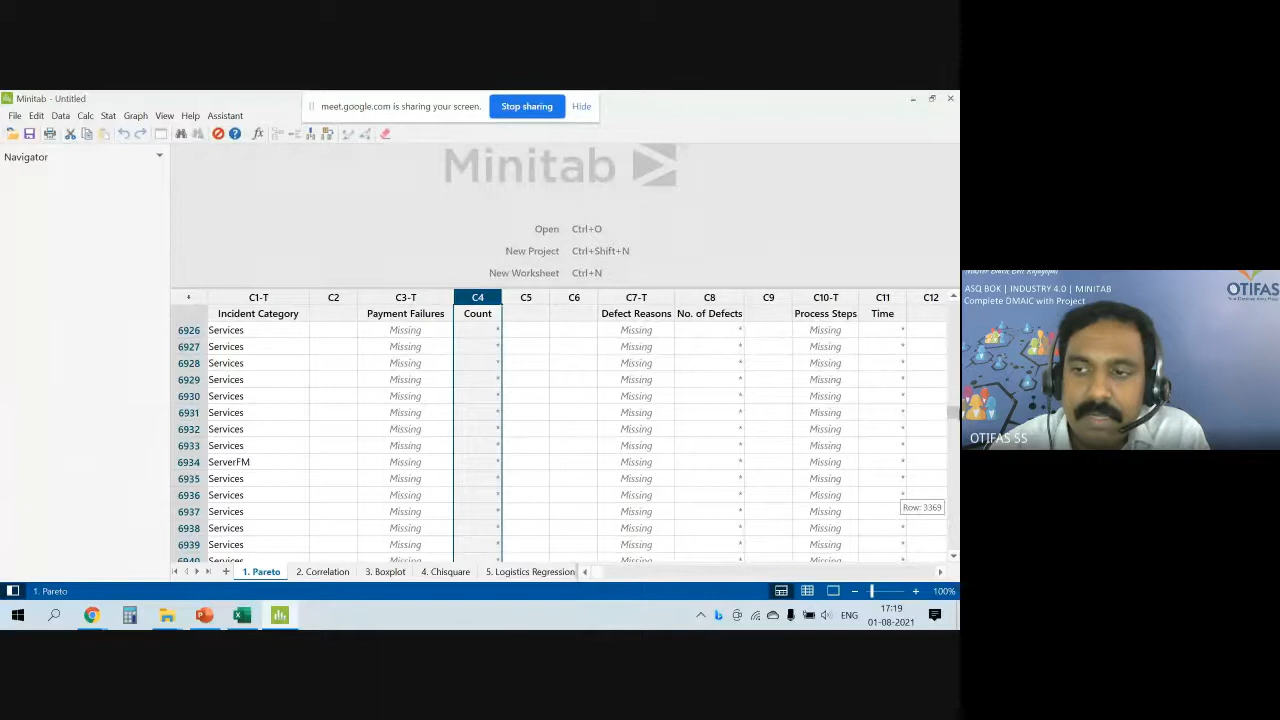 Minitab - Untitled
meet.google.com is sharing your screen. Stop sharing Hide
File Edit Data Calc Stat Graph View Help Assistant
Navigator
Minitab
Open Ctrl+O
New Project Ctrl+Shift+N
New Worksheet Ctrl+N
C1-T C2 C3-T C4 C5 C6 C7-T C8 C9 C10-T C11 C12
Incident Category Payment Failures Count Defect Reasons No. of Defects Process Steps Time
6926 Services Missing * Missing * Missing *
6927 Services Missing * Missing * Missing *
6928 Services Missing * Missing * Missing *
6929 Services Missing * Missing * Missing *
6930 Services Missing * Missing * Missing *
6931 Services Missing * Missing * Missing *
6932 Services Missing * Missing * Missing *
6933 Services Missing * Missing * Missing *
6934 ServerFM Missing * Missing * Missing *
6935 Services Missing * Missing * Missing *
6936 Services Missing * Missing * Missing *
6937 Services Missing * Missing * Missing
6938 Services Missing * Missing * Missing *
6939 Services Missing * Missing * Missing *
6940 Services Missing * Missing * Missing *
Row: 3369
1. Pareto 2. Correlation 3. Boxplot 4. Chisquare 5. Logistics Regression
1. Pareto 100%
ENG 17:19
01-08-2021
ASQ BOK | INDUSTRY 4.0 | MINITAB
Complete DMAIC with Project
OTIFAS
OTIFAS SS